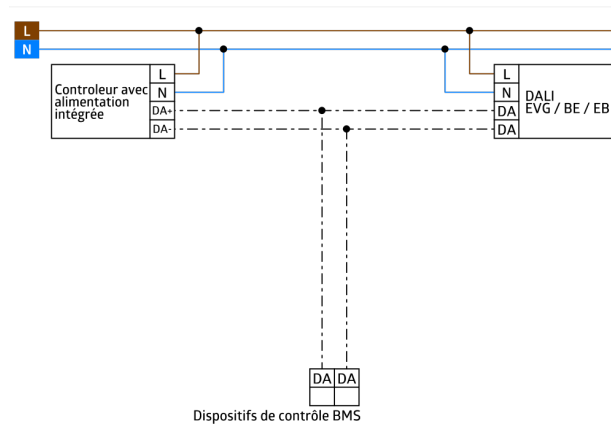 L
N
Controleur avec
alimentation
intégrée
L
N
DA+
DA-
L
N
DA
DA
DALI
EVG / BE / EB
DA DA
Dispositifs de contrôle BMS